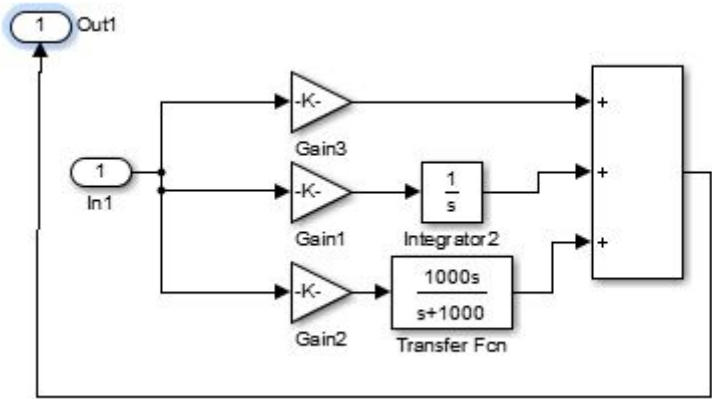 1 Out1
-K-
+
Gain3
1
In1
-K-
1
s
+
Gain1
Integrator2
+
-K-
1000s
s+1000
Gain2
Transfer Fcn